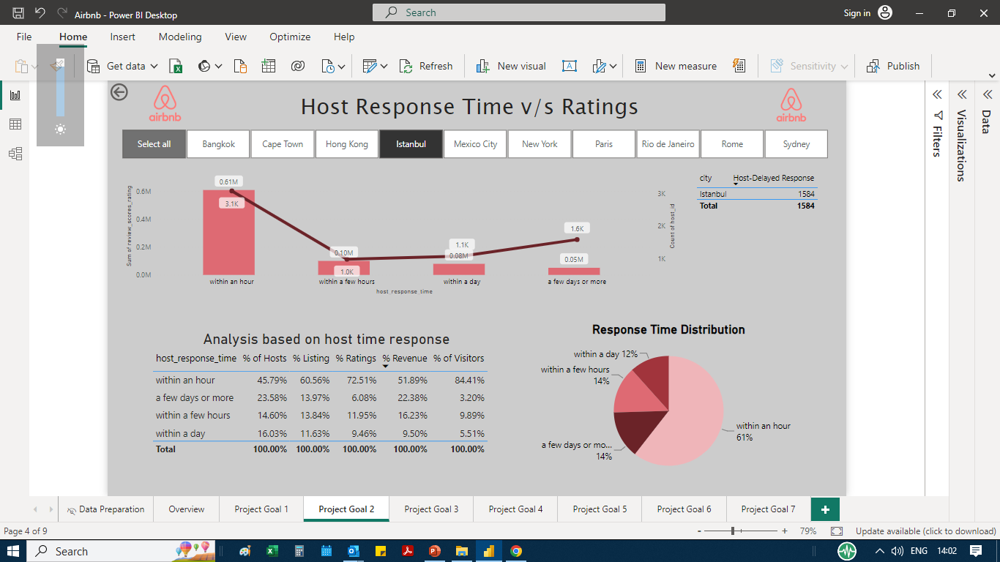 Airbnb - Power BI Desktop
Search
Sign in
File Home Insert Modeling View Optimize Help
Get data
Refresh
New visual
New measure
Sensitivity
Publish
airbnb
Host Response Time v/s Ratings
airbnb
Select all Bangkok Cape Town Hong Kong Istanbul Mexico City New York Paris Rio de Janeiro Rome Sydney
Sum of review_scores_rating
0.6M
0.4M
0.2M
0.0M
0.61M
3.1K
0.10M
1.0K
1.1K
0.08M
1.6K
0.05M
within an hour within a few hours within a day a few days or more
host_response_time
3K
2K
1K
Count of host_id
city Host-Delayed Response
Istanbul 1584
Total 1584
Analysis based on host time response
host_response_time % of Hosts % Listing % Ratings % Revenue % of Visitors
within an hour 45.79% 60.56% 72.51% 51.89% 84.41%
a few days or more 23.58% 13.97% 6.08% 22.38% 3.20%
within a few hours 14.60% 13.84% 11.95% 16.23% 9.89%
within a day 16.03% 11.63% 9.46% 9.50% 5.51%
Total 100.00% 100.00% 100.00% 100.00% 100.00%
Response Time Distribution
within a day 12%
within a few hours
14%
a few days or mo...
14%
within an hour
61%
Filters
Visualizations
Data
Data Preparation Overview Project Goal 1 Project Goal 2 Project Goal 3 Project Goal 4 Project Goal 5 Project Goal 6 Project Goal 7 +
Page 4 of 9
- + 79%
Update available (click to download)
Search
ENG 14:02